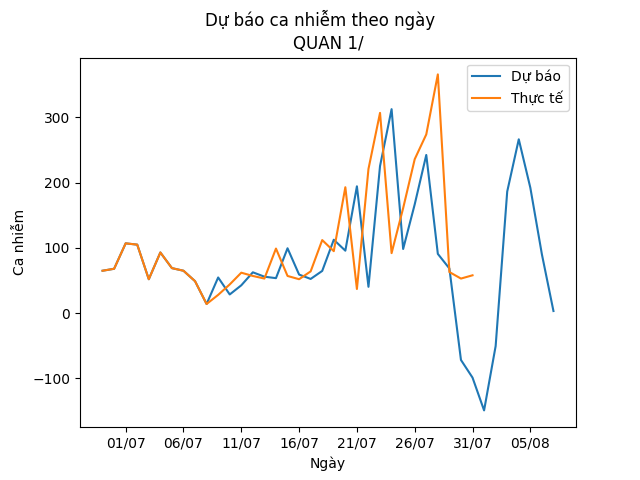 Dự báo ca nhiễm theo ngày
QUAN 1/
Dự báo
Thực tế
Ca nhiễm
300
200
100
0
−100
01/07 06/07 11/07 16/07 21/07 26/07 31/07 05/08
Ngày